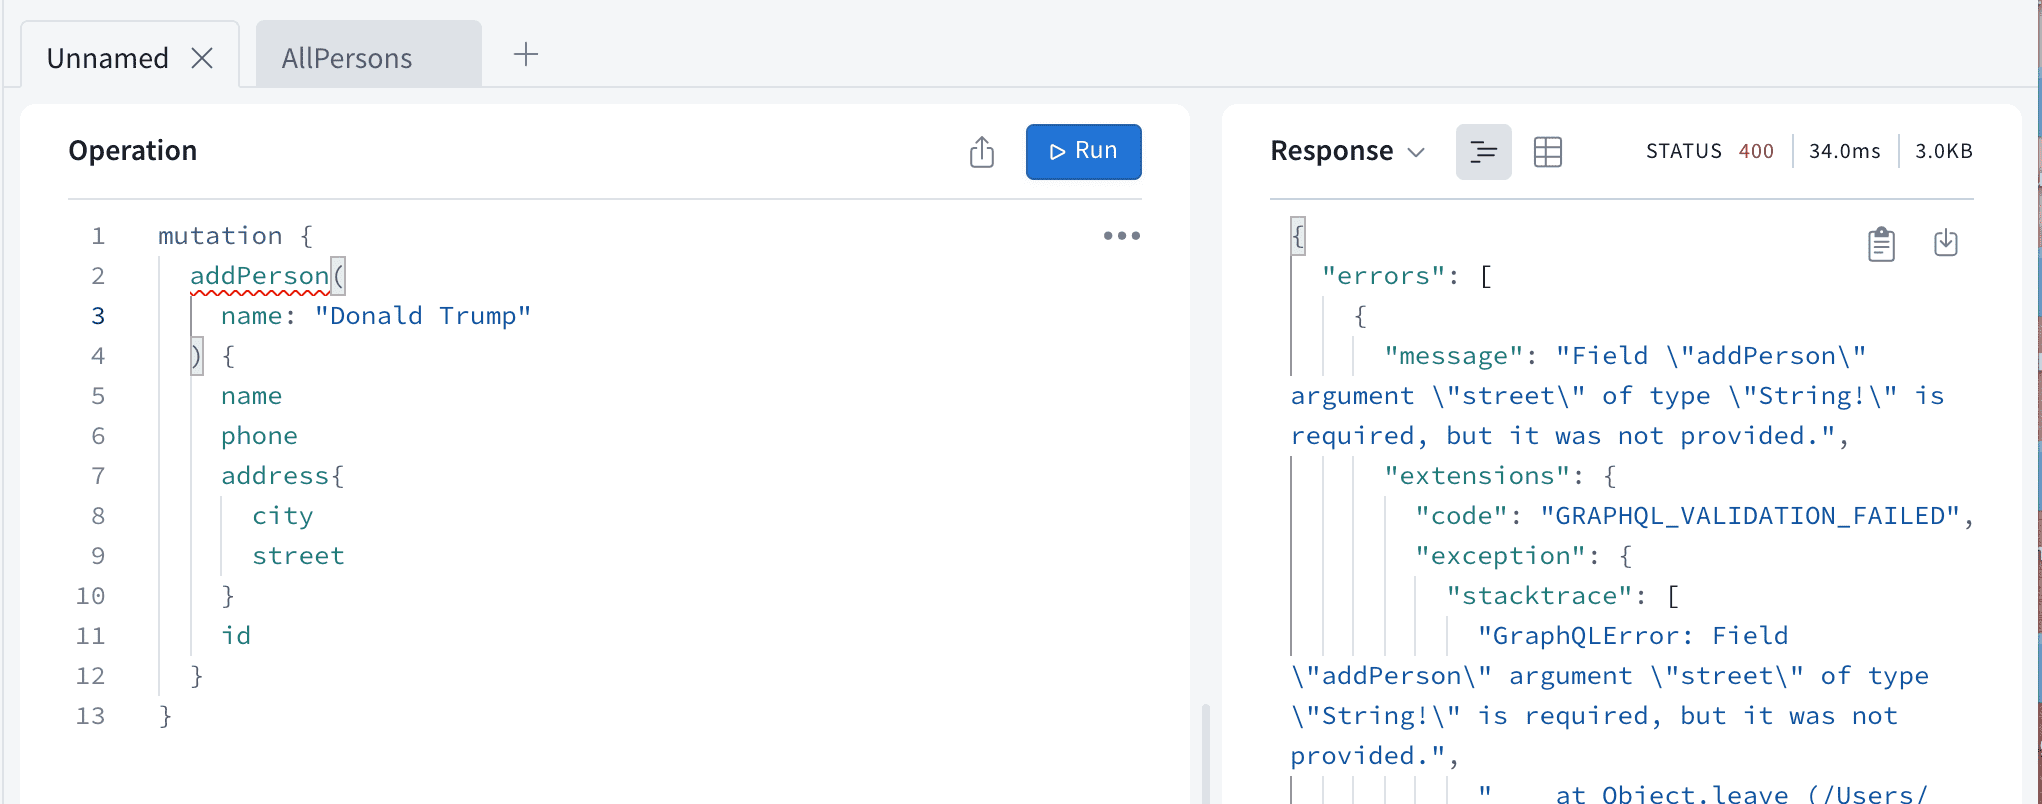 Unnamed
AllPersons
Operation
Run
1 mutation {
2 addPerson(
3 name: "Donald Trump"
4 ) {
5 name
6 phone
7 address{
8 city
9 street
10 }
11 id
12 }
13 }
Response
STATUS 400 34.0ms 3.0KB
{
"errors": [
{
"message": "Field \"addPerson\"
argument \"street\" of type \"String!\" is
required, but it was not provided.",
"extensions": {
"code": "GRAPHQL_VALIDATION_FAILED",
"exception": {
"stacktrace": [
"GraphQLError: Field
\"addPerson\" argument \"street\" of type
\"String!\" is required, but it was not
provided.",
" at Object.leave (/Users/